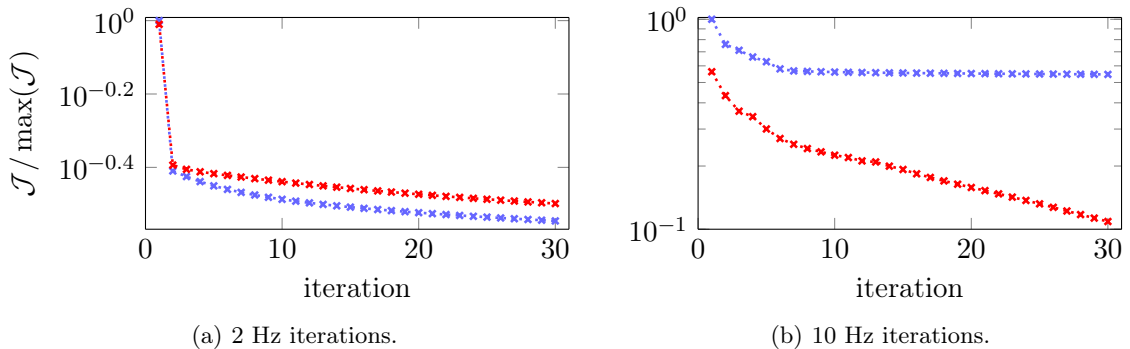 10^0
10^−0.2
10^−0.4
𝒥 / max(𝒥)
0 10 20 30
iteration
(a) 2 Hz iterations.
10^0
10^−1
0 10 20 30
iteration
(b) 10 Hz iterations.